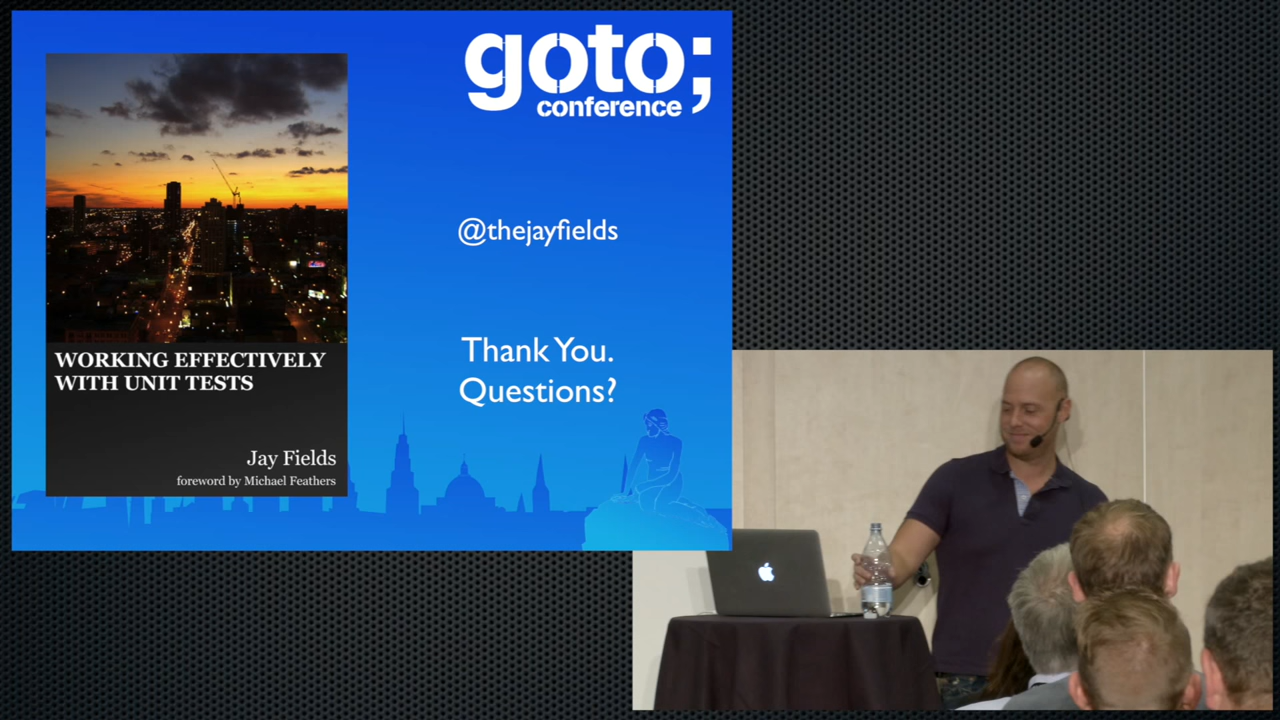 goto;
conference
@thejayfields
Thank You.
Questions?
WORKING EFFECTIVELY
WITH UNIT TESTS
Jay Fields
foreword by Michael Feathers